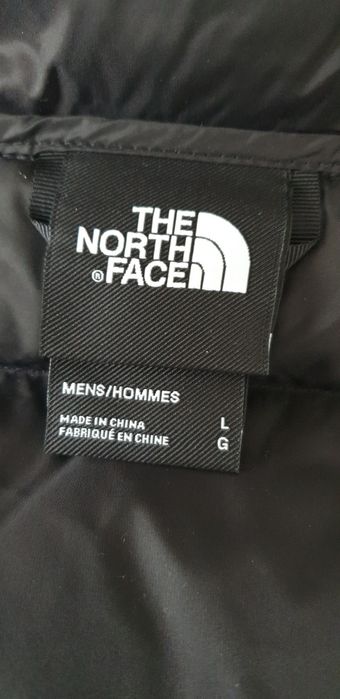 THE
NORTH
® FACE
MENS/HOMMES
MADE IN CHINA L
FABRIQUÉ EN CHINE G